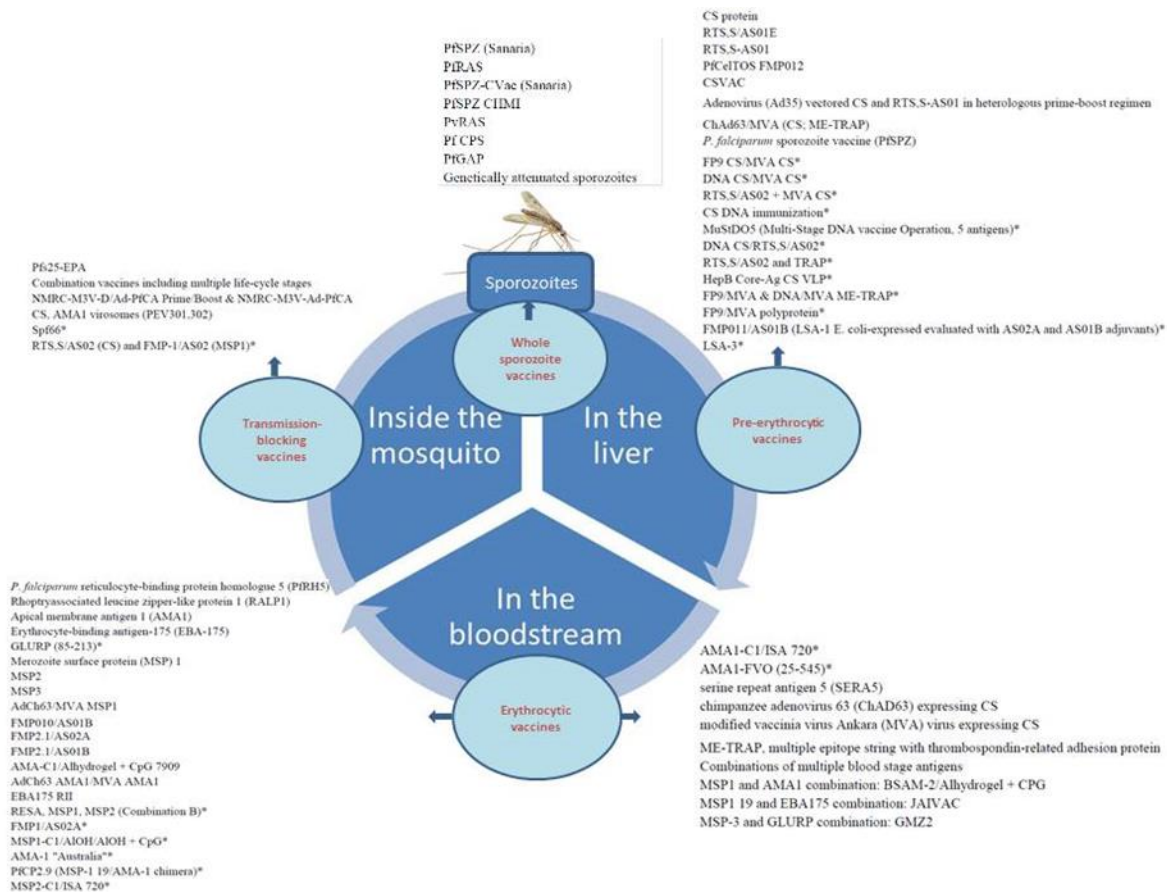 PfSPZ (Sanaria)
PfRAS
PfSPZ-CVac (Sanaria)
PfSPZ CHMI
PvRAS
Pf CPS
PfGAP
Genetically attenuated sporozoites
CS protein
RTS,S/AS01E
RTS,S-AS01
PfCelTOS FMP012
CSVAC
Adenovirus (Ad35) vectored CS and RTS,S-AS01 in heterologous prime-boost regimen
ChAd63/MVA (CS; ME-TRAP)
P. falciparum sporozoite vaccine (PfSPZ)
FP9 CS/MVA CS*
DNA CS/MVA CS*
RTS,S/AS02 + MVA CS*
CS DNA immunization*
MuStDO5 (Multi-Stage DNA vaccine Operation, 5 antigens)*
DNA CS/RTS,S/AS02*
RTS,S/AS02 and TRAP*
HepB Core-Ag CS VLP*
FP9/MVA & DNA/MVA ME-TRAP*
FP9/MVA polyprotein*
FMP011/AS01B (LSA-1 E. coli-expressed evaluated with AS02A and AS01B adjuvants)*
LSA-3*
Pfs25-EPA
Combination vaccines including multiple life-cycle stages
NMRC-M3V-D/Ad-PfCA Prime/Boost & NMRC-M3V-Ad-PfCA
CS, AMA1 virosomes (PEV301,302)
Spf66*
RTS,S/AS02 (CS) and FMP-1/AS02 (MSP1)*
Sporozoites
Whole
sporozoite
vaccines
Transmission-
blocking
vaccines
Inside the
mosquito
In the
liver
Pre-erythrocytic
vaccines
In the
bloodstream
Erythrocytic
vaccines
P. falciparum reticulocyte-binding protein homologue 5 (PfRH5)
Rhoptryassociated leucine zipper-like protein 1 (RALP1)
Apical membrane antigen 1 (AMA1)
Erythrocyte-binding antigen-175 (EBA-175)
GLURP (85-213)*
Merozoite surface protein (MSP) 1
MSP2
MSP3
AdCh63/MVA MSP1
FMP010/AS01B
FMP2.1/AS02A
FMP2.1/AS01B
AMA-C1/Alhydrogel + CpG 7909
AdCh63 AMA1/MVA AMA1
EBA175 RII
RESA, MSP1, MSP2 (Combination B)*
FMP1/AS02A*
MSP1-C1/AlOH/AlOH + CpG*
AMA-1 "Australia"*
PfCP2.9 (MSP-1 19/AMA-1 chimera)*
MSP2-C1/ISA 720*
AMA1-C1/ISA 720*
AMA1-FVO (25-545)*
serine repeat antigen 5 (SERA5)
chimpanzee adenovirus 63 (ChAD63) expressing CS
modified vaccinia virus Ankara (MVA) virus expressing CS
ME-TRAP, multiple epitope string with thrombospondin-related adhesion protein
Combinations of multiple blood stage antigens
MSP1 and AMA1 combination: BSAM-2/Alhydrogel + CPG
MSP1 19 and EBA175 combination: JAIVAC
MSP-3 and GLURP combination: GMZ2